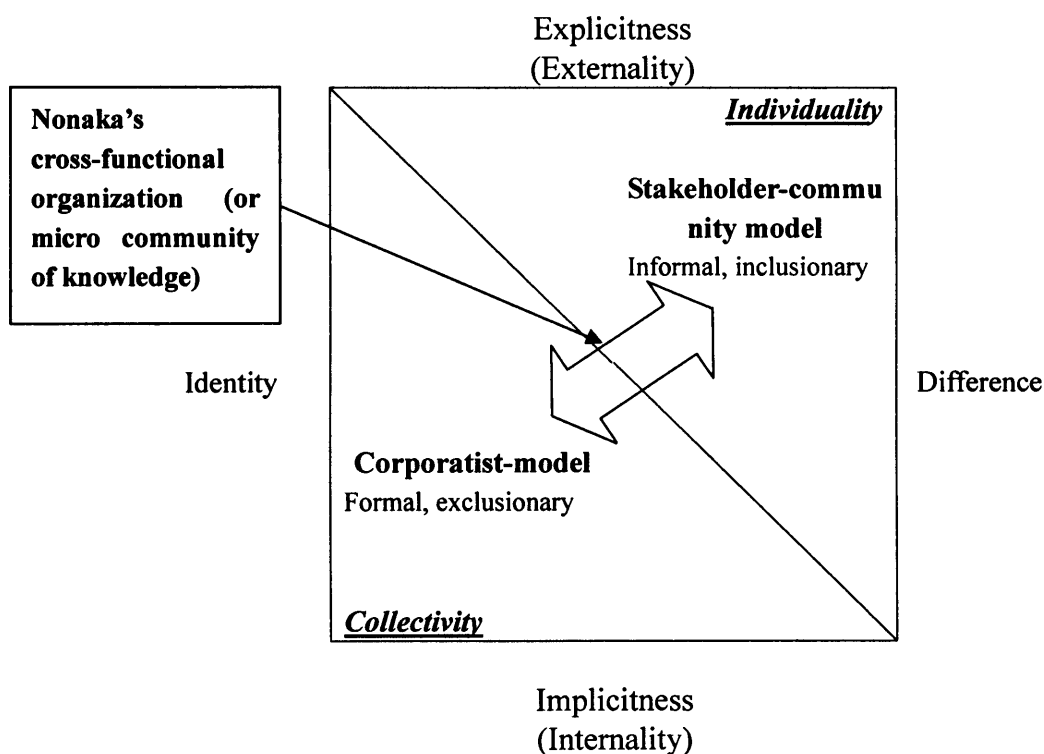 Explicitness
(Externality)
Nonaka's
cross-functional
organization (or
micro community
of knowledge)
Individuality
Stakeholder-commu
nity model
Informal, inclusionary
Identity
Difference
Corporatist-model
Formal, exclusionary
Collectivity
Implicitness
(Internality)